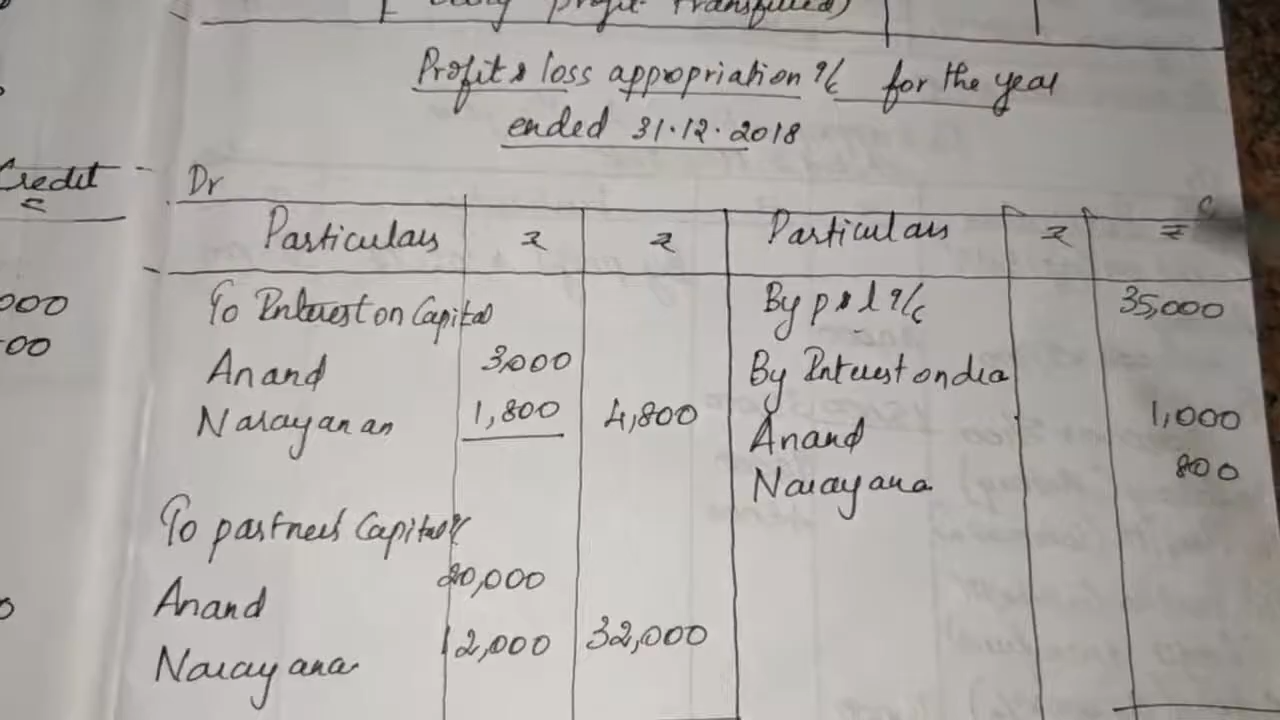 Profit & loss appropriation a/c for the year
ended 31.12.2018
Credit
₹
Dr
Particulars ₹ ₹ Particulars ₹ ₹
To Interest on Capital By p & l a/c 35,000
Anand 3,000 By Interest on dra
Narayanan 1,800 4,800 Anand 1,000
Narayana 800
To partners Capital a/c
Anand 20,000
Narayana 12,000 32,000
000
00